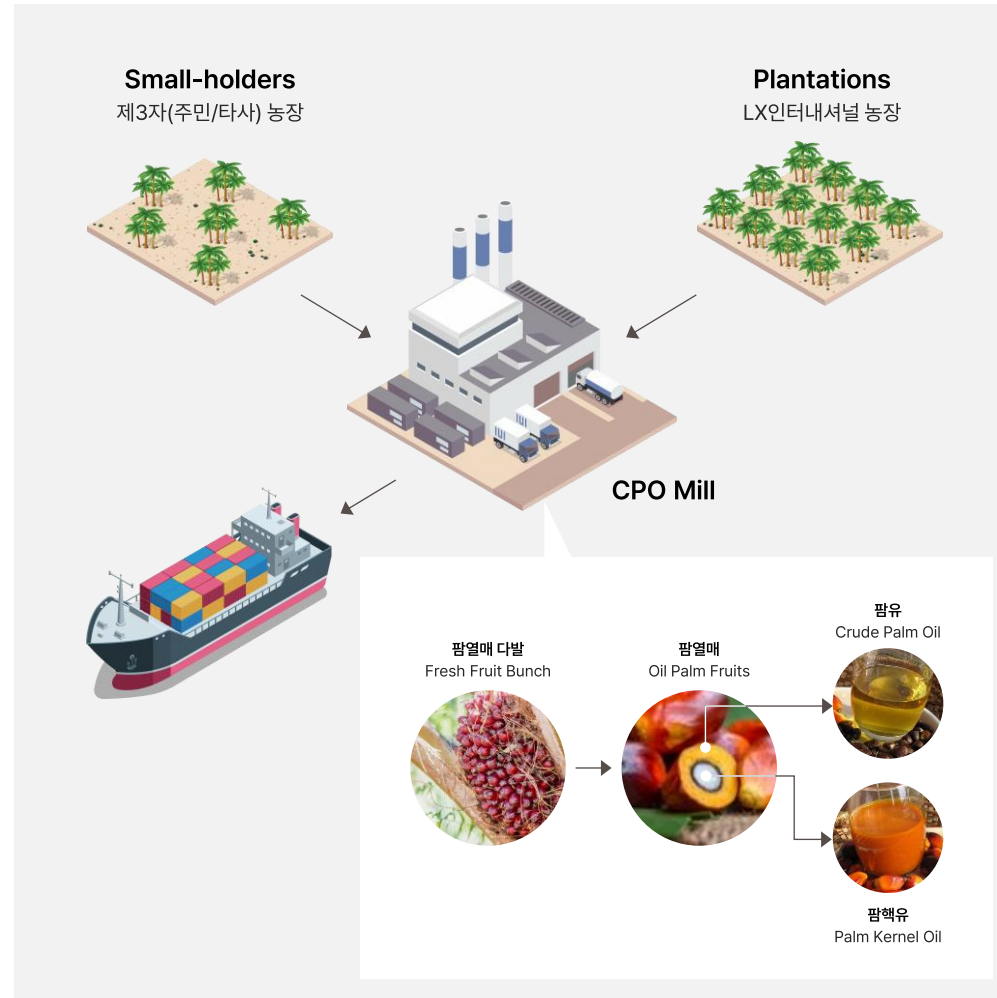 Small-holders
제3자(주민/타사) 농장
Plantations
LX인터내셔널 농장
CPO Mill
팜열매 다발
Fresh Fruit Bunch
팜열매
Oil Palm Fruits
팜유
Crude Palm Oil
팜핵유
Palm Kernel Oil